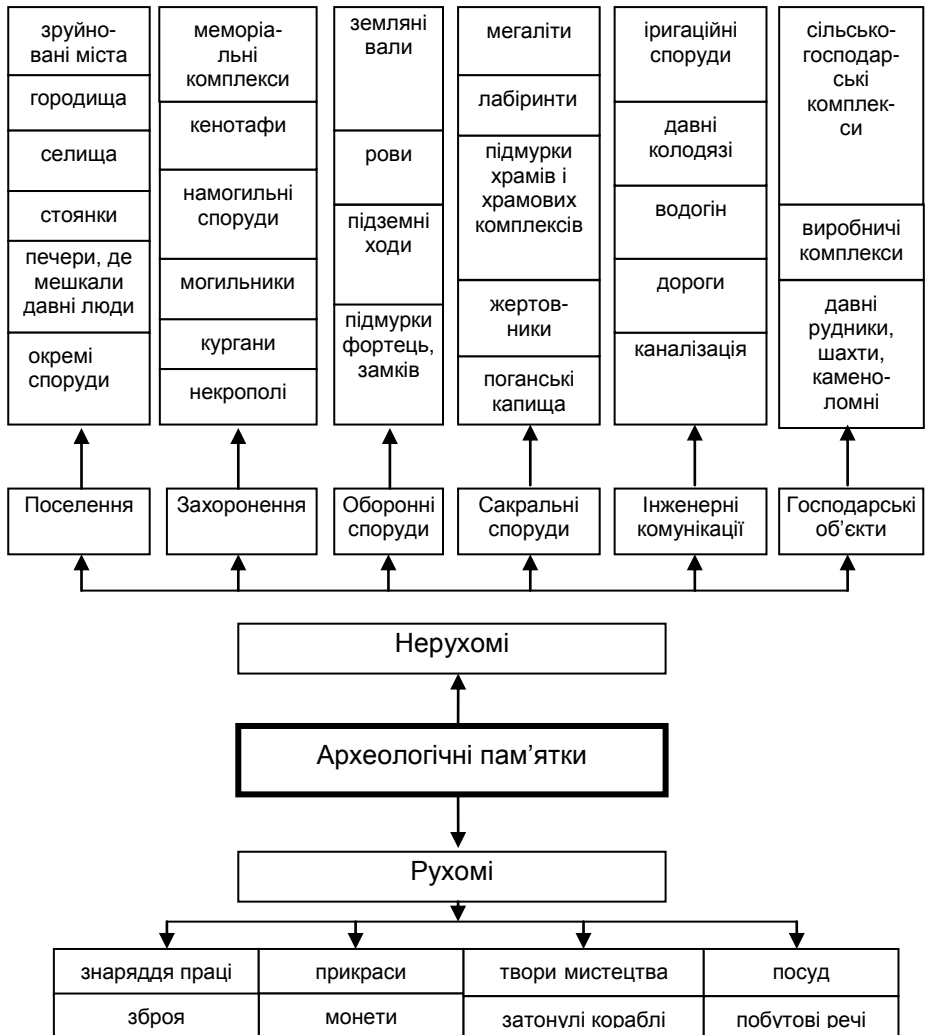 зруйно-
вані міста
городища
селища
стоянки
печери, де
мешкали
давні люди
окремі
споруди
меморіа-
льні
комплекси
кенотафи
намогильні
споруди
могильники
кургани
некрополі
земляні
вали
рови
підземні
ходи
підмурки
фортець,
замків
мегаліти
лабіринти
підмурки
храмів і
храмових
комплексів
жертов-
ники
поганські
капища
іригаційні
споруди
давні
колодязі
водогін
дороги
каналізація
сільсько-
господар-
ські
комплек-
си
виробничі
комплекси
давні
рудники,
шахти,
камено-
ломні
Поселення
Захоронення
Оборонні
споруди
Сакральні
споруди
Інженерні
комунікації
Господарські
об’єкти
Нерухомі
Археологічні пам’ятки
Рухомі
знаряддя праці
прикраси
твори мистецтва
посуд
зброя
монети
затонулі кораблі
побутові речі